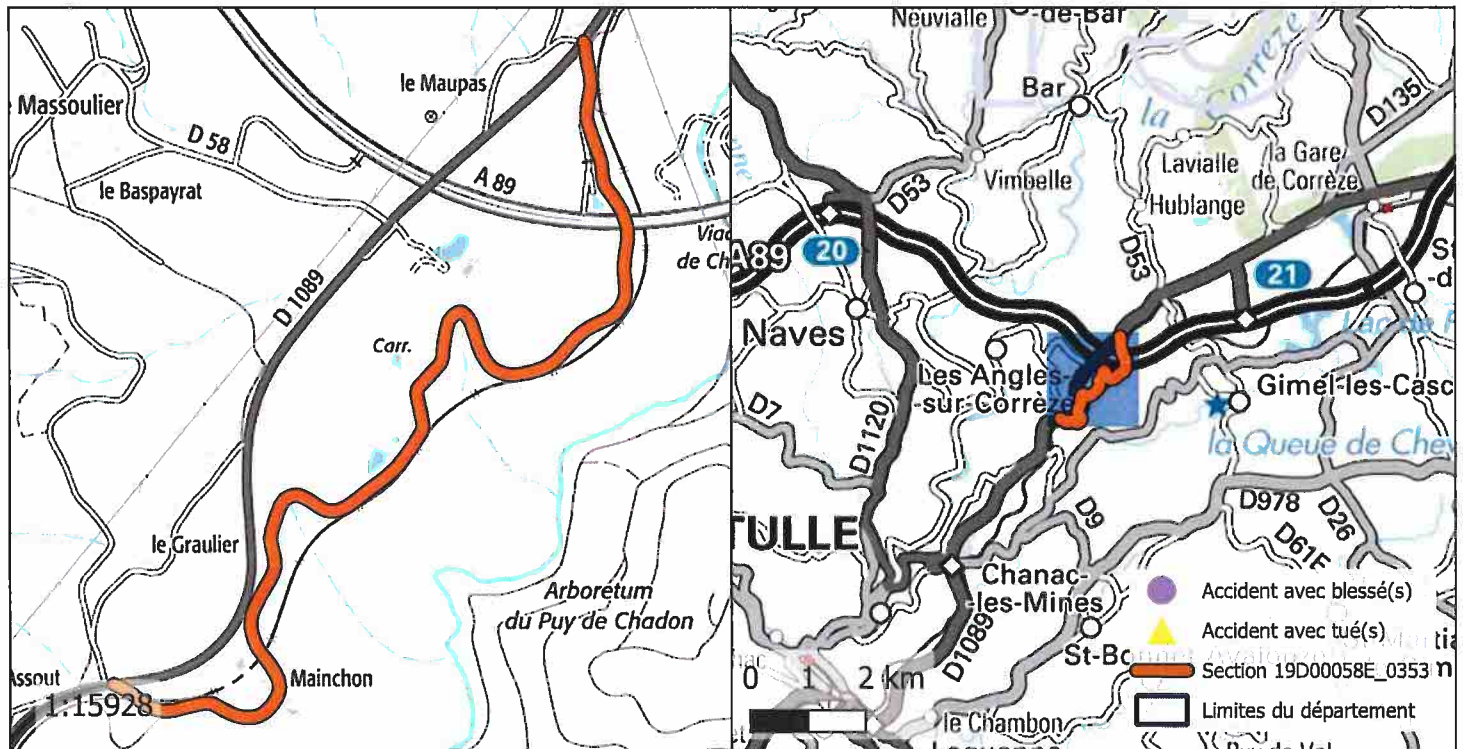 le Maupas
Massoulier
D 58
A 89
le Baspayrat
D 1089
Carr.
le Graulier
Arboretum
du Puy de Chadon
Mainchon
Assout
1:15928
Neuvialle
-de-Bar
Bar
la Corrèze
D135
Lavialle
la Gare
de Corrèze
Vimbelle
D53
Hublange
D53
A89
20
21
Naves
Les Angles-
-sur-Corrèze
Gimel-les-Casc
la Queue de Chev
D7
D1120
D978
D26
D9
D61E
TULLE
Chanac-
-les-Mines
D1089
0 1 2 km
le Chambon
Accident avec blessé(s)
Accident avec tué(s)
Section 19D00058E_0353
Limites du département